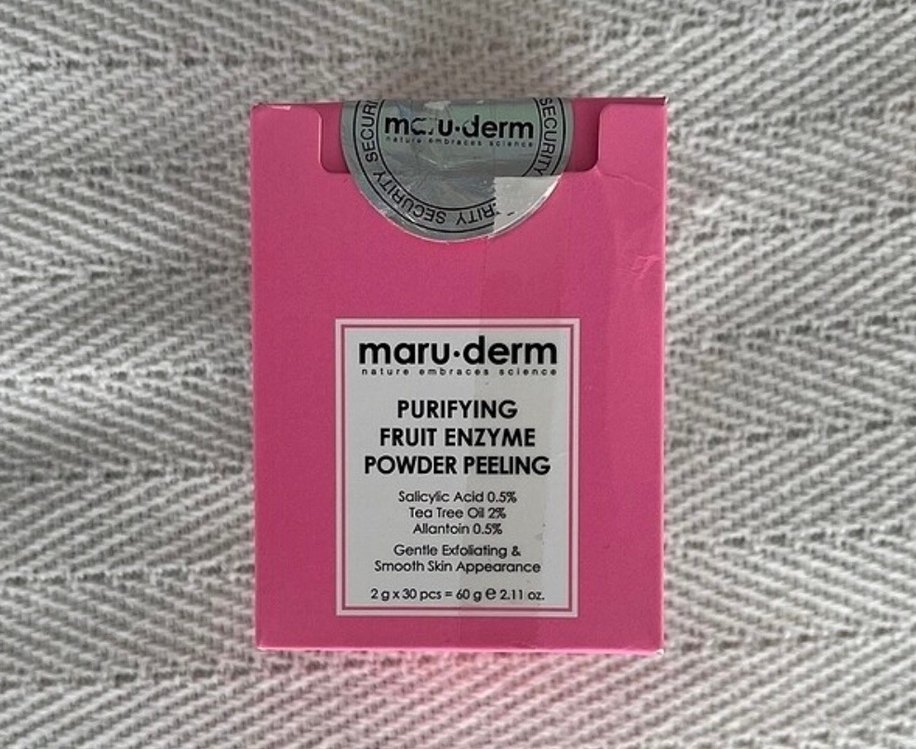 SECURI
maru·derm
SECURITY
nature embraces science
SECURITY
RITY
maru·derm
nature embraces science
PURIFYING
FRUIT ENZYME
POWDER PEELING
Salicylic Acid 0.5%
Tea Tree Oil 2%
Allantoin 0.5%
Gentle Exfoliating &
Smooth Skin Appearance
2 g x 30 pcs = 60 g ℮ 2.11 oz.